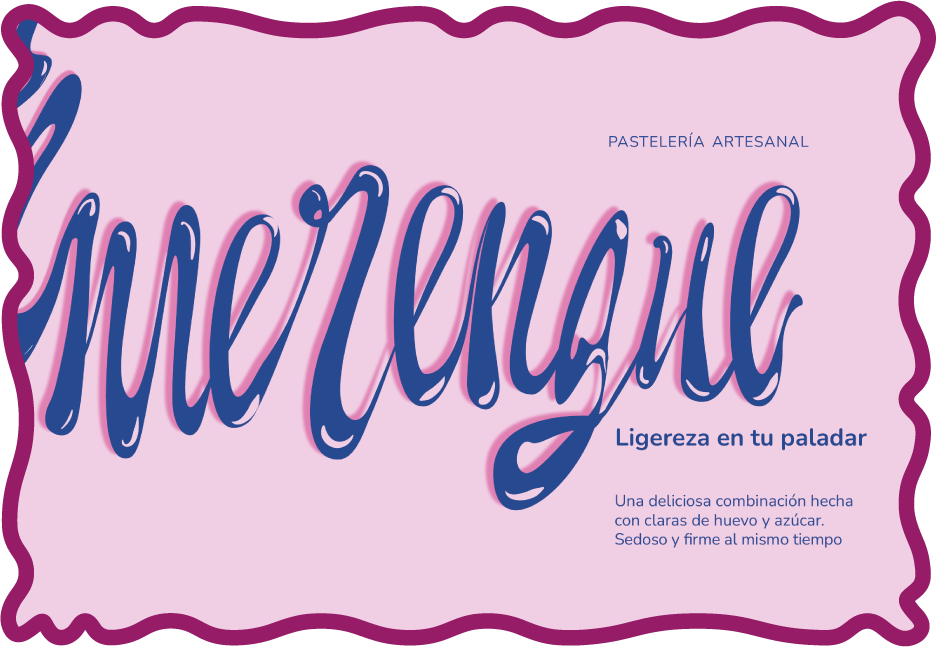 PASTELERÍA ARTESANAL
merengue
Ligereza en tu paladar
Una deliciosa combinación hecha
con claras de huevo y azúcar.
Sedoso y firme al mismo tiempo